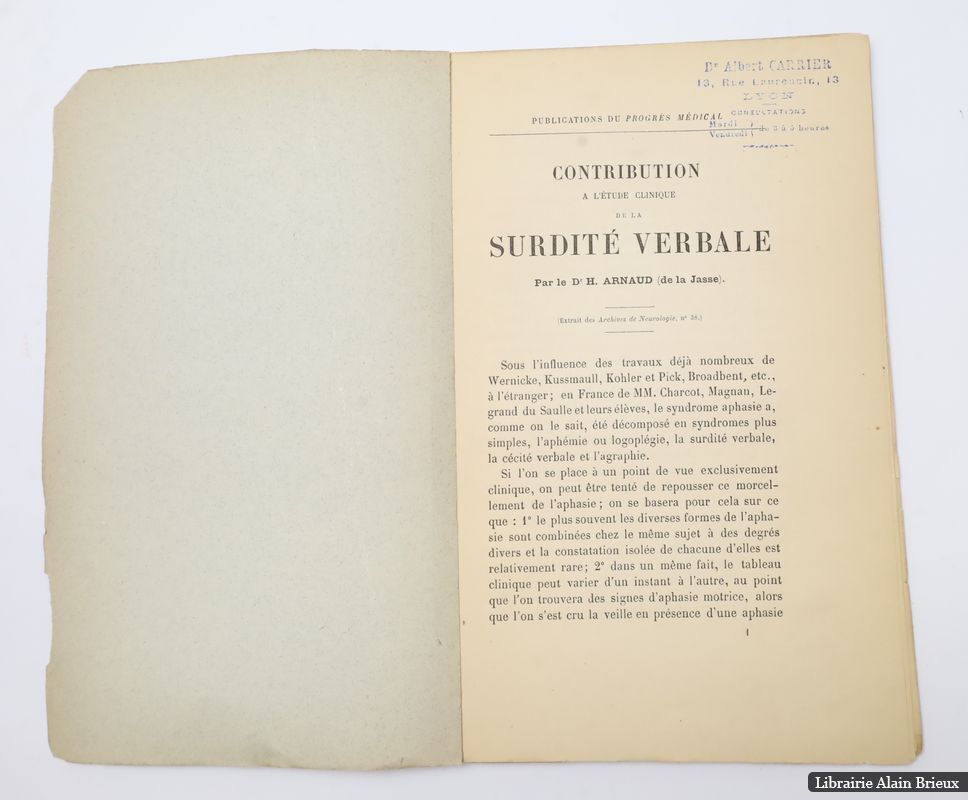 Dr Albert CARRIER
13, Rue Laurencin, 13
LYON
CONSULTATIONS
Mardi
Vendredi } de 3 à 5 heures
PUBLICATIONS DU PROGRÈS MÉDICAL
CONTRIBUTION
A L'ÉTUDE CLINIQUE
DE LA
SURDITÉ VERBALE
Par le Dr H. ARNAUD (de la Jasse).
(Extrait des Archives de Neurologie, n° 38.)
Sous l'influence des travaux déjà nombreux de
Wernicke, Kussmaull, Kohler et Pick, Broadbent, etc.,
à l'étranger; en France de MM. Charcot, Magnan, Le-
grand du Saulle et leurs élèves, le syndrome aphasie a,
comme on le sait, été décomposé en syndromes plus
simples, l'aphémie ou logoplégie, la surdité verbale,
la cécité verbale et l'agraphie.
Si l'on se place à un point de vue exclusivement
clinique, on peut être tenté de repousser ce morcel-
lement de l'aphasie; on se basera pour cela sur ce
que : 1° le plus souvent les diverses formes de l'apha-
sie sont combinées chez le même sujet à des degrés
divers et la constatation isolée de chacune d'elles est
relativement rare; 2° dans un même fait, le tableau
clinique peut varier d'un instant à l'autre, au point
que l'on trouvera des signes d'aphasie motrice, alors
que l'on s'est cru la veille en présence d'une aphasie
1
Librairie Alain Brieux